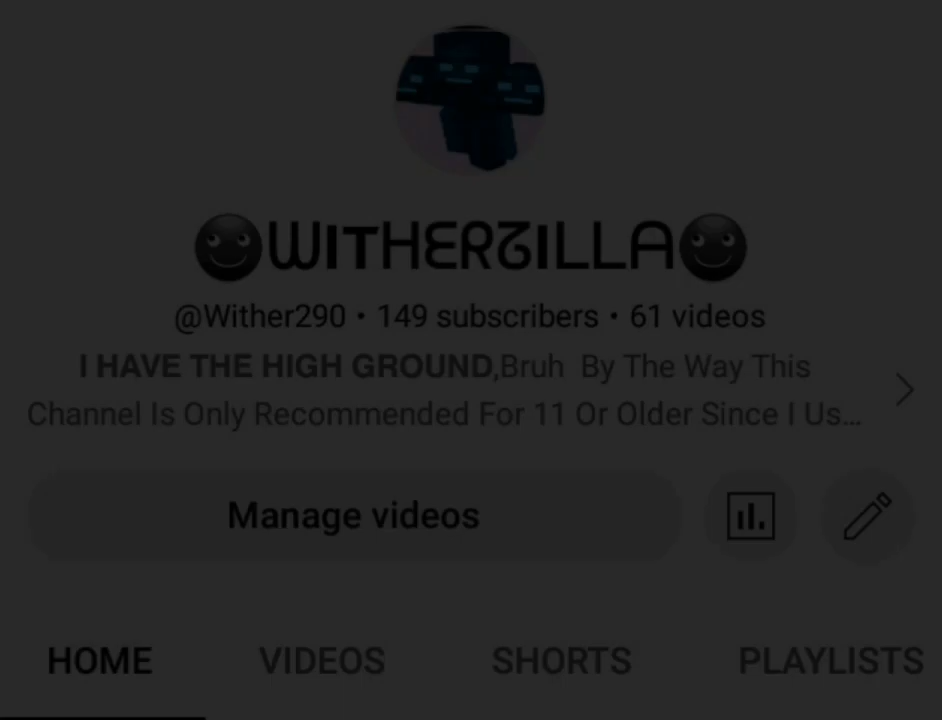 ☻ƜITHƐRƼILLA☻
@Wither290 • 149 subscribers • 61 videos
I HAVE THE HIGH GROUND,Bruh By The Way This
Channel Is Only Recommended For 11 Or Older Since I Us...
Manage videos
HOME VIDEOS SHORTS PLAYLISTS